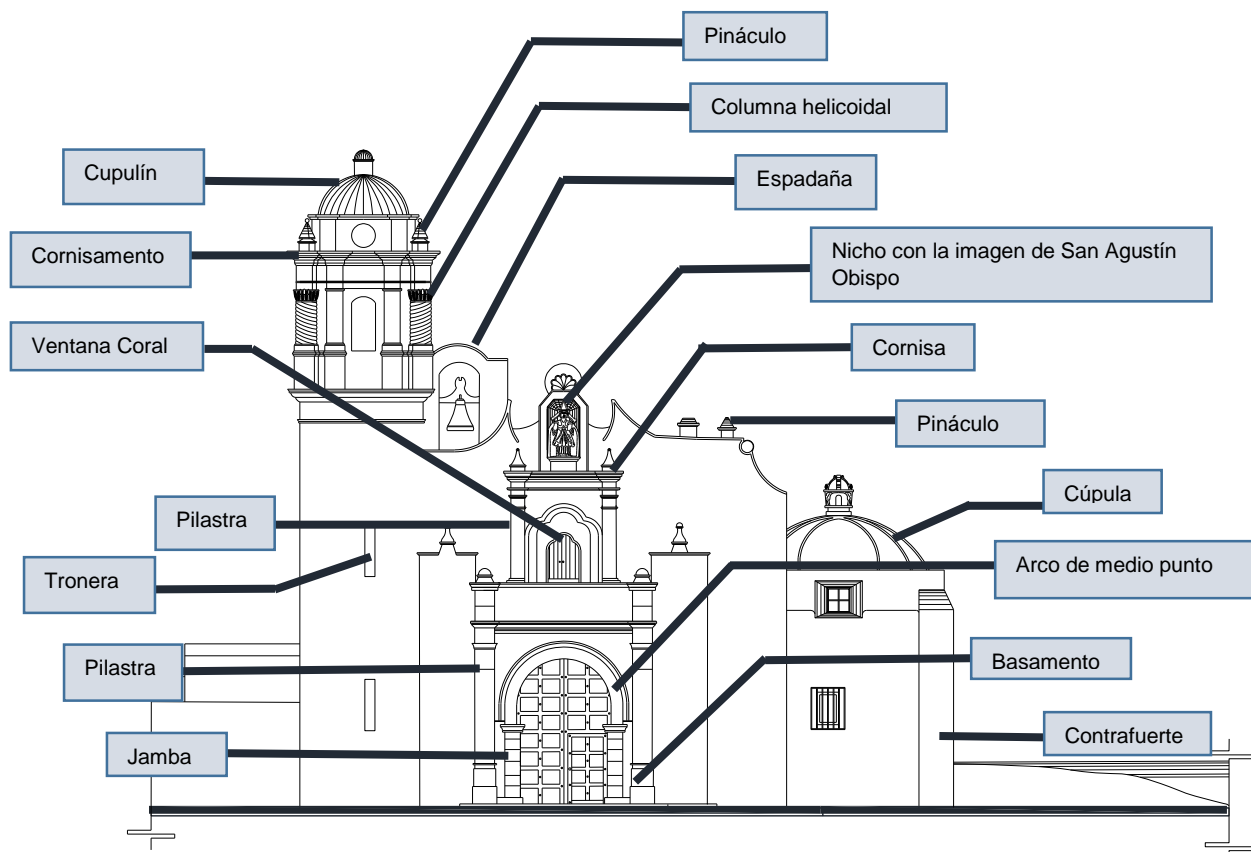 Pináculo
Columna helicoidal
Cupulín
Espadaña
Cornisamento
Nicho con la imagen de San Agustín
Obispo
Ventana Coral
Cornisa
Pináculo
Cúpula
Pilastra
Arco de medio punto
Tronera
Pilastra
Basamento
Contrafuerte
Jamba